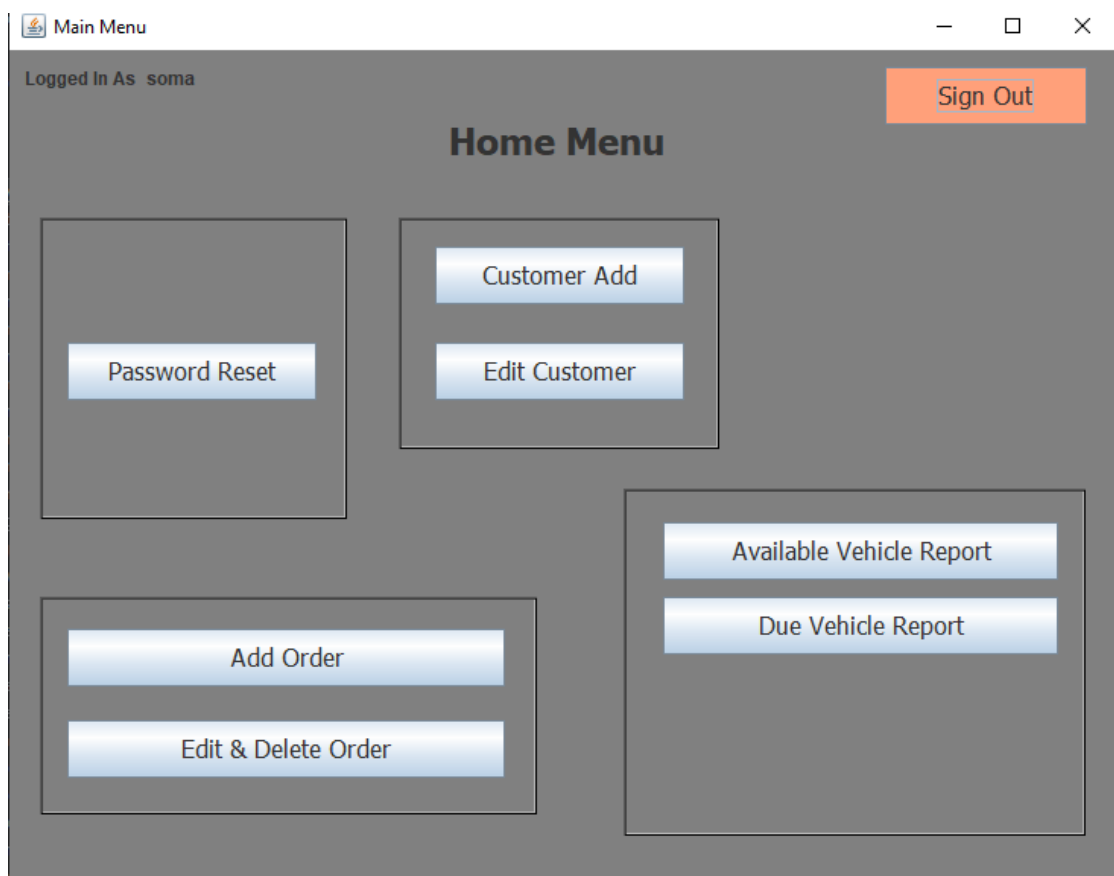 Main Menu
Logged In As soma
Sign Out
Home Menu
Customer Add
Password Reset
Edit Customer
Available Vehicle Report
Due Vehicle Report
Add Order
Edit & Delete Order